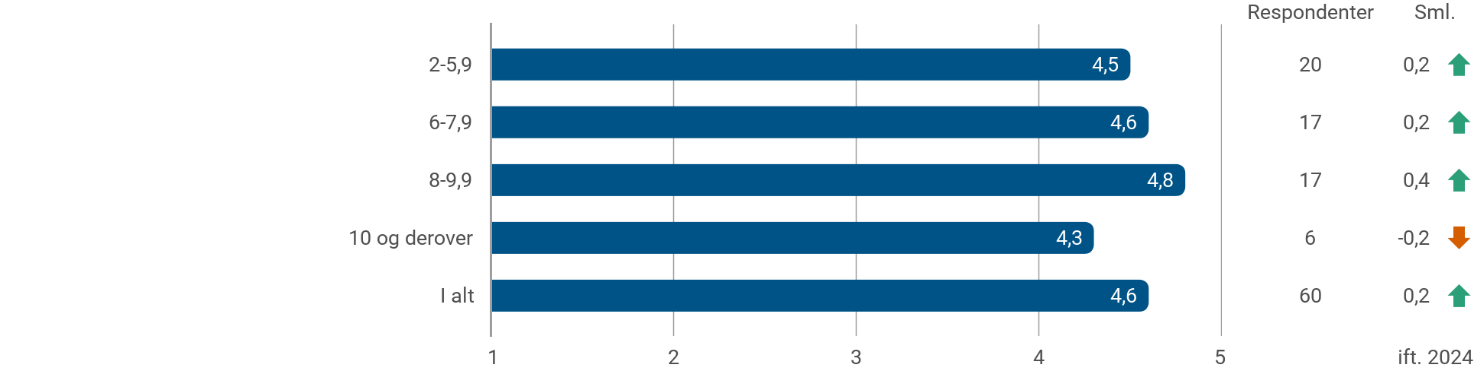 Respondenter Sml.
2-5,9 4,5 20 0,2
6-7,9 4,6 17 0,2
8-9,9 4,8 17 0,4
10 og derover 4,3 6 -0,2
I alt 4,6 60 0,2
1 2 3 4 5 ift. 2024